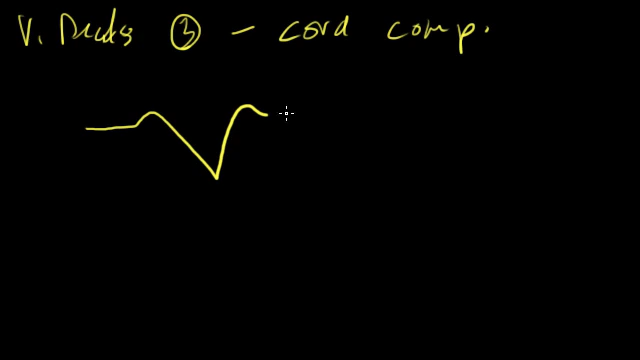 V. Decels ③ - cord comp.